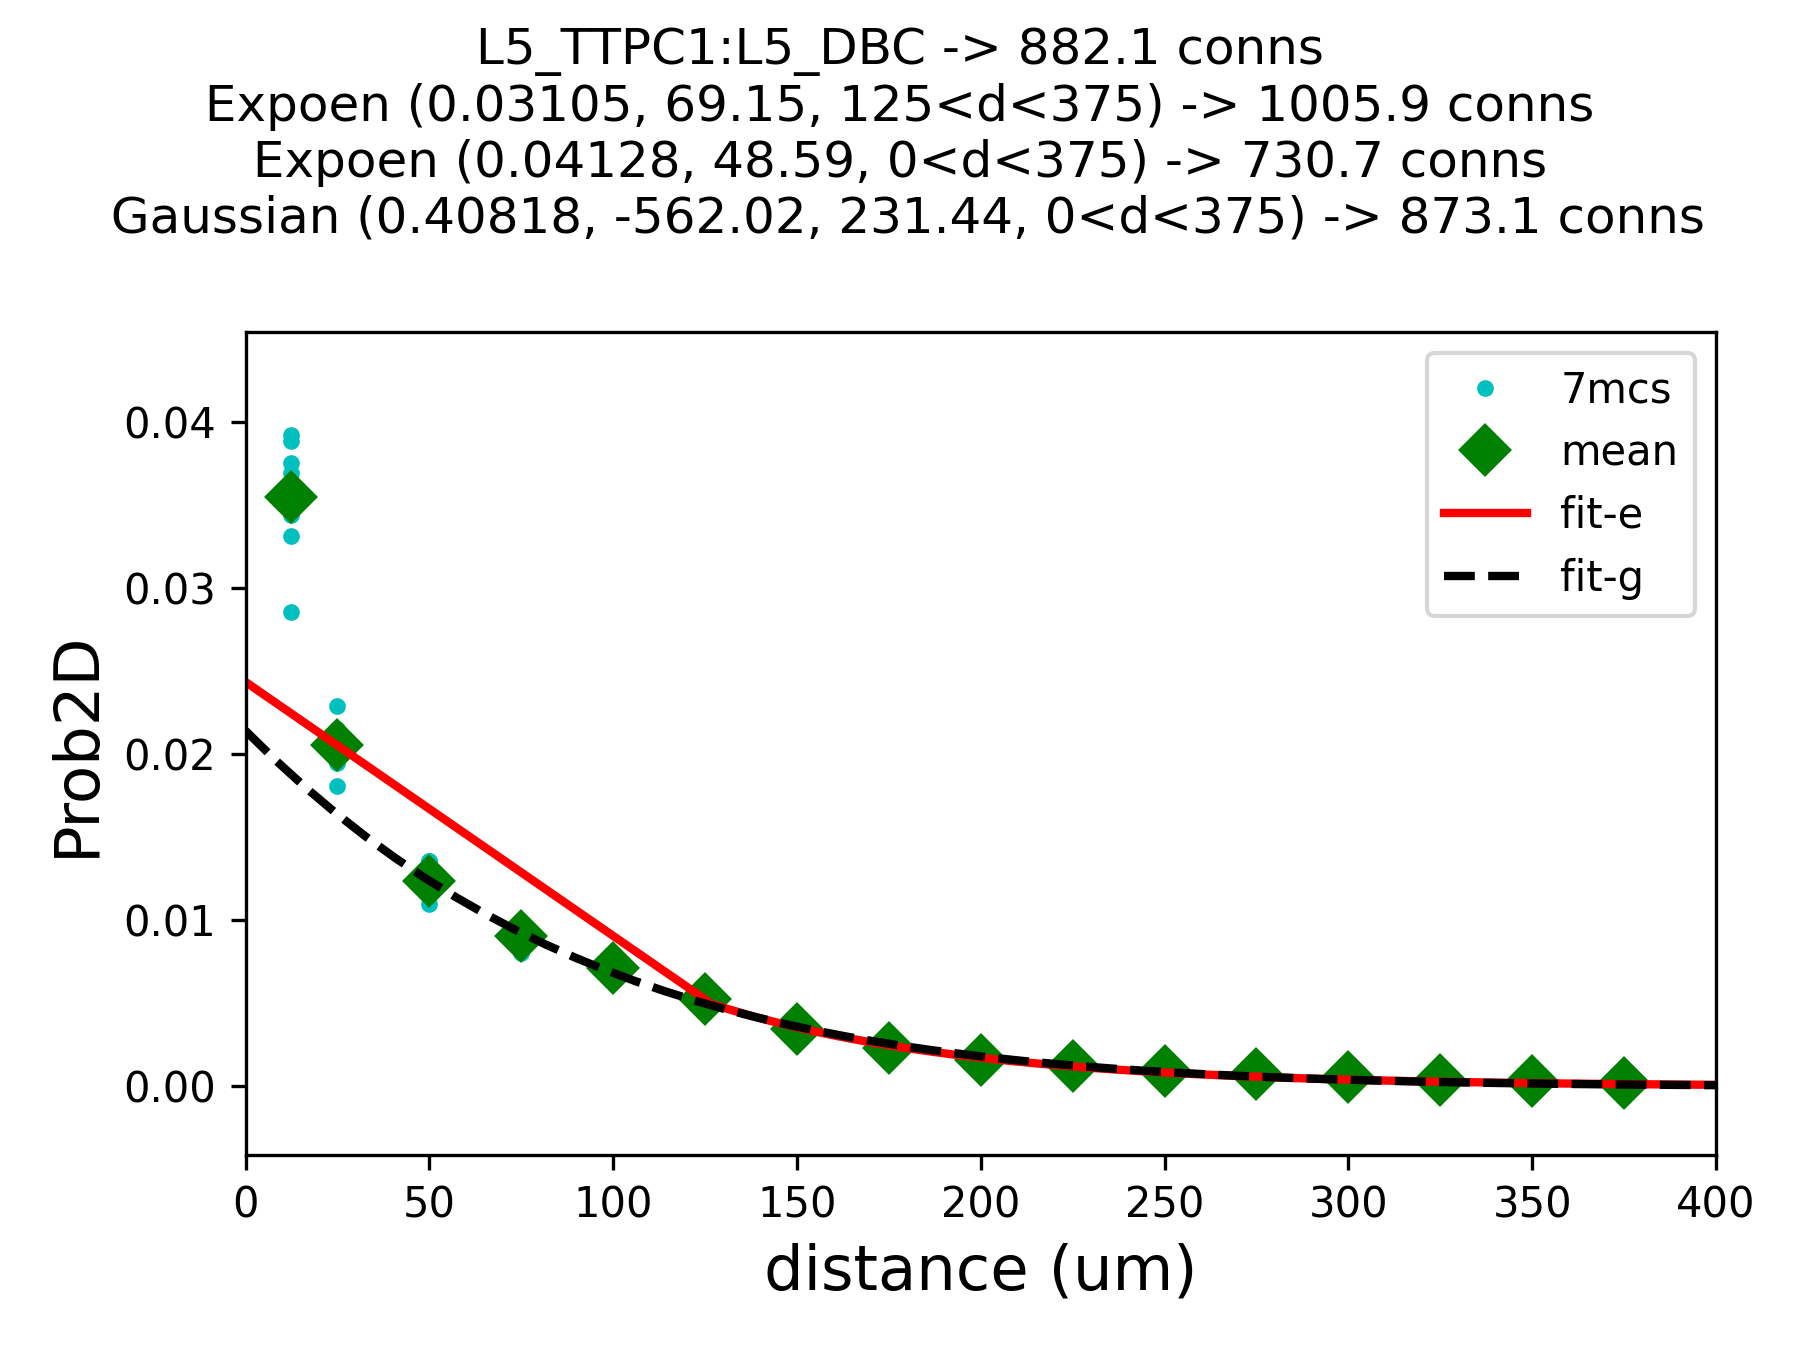 L5_TTPC1:L5_DBC -> 882.1 conns
Expoen (0.03105, 69.15, 125<d<375) -> 1005.9 conns
Expoen (0.04128, 48.59, 0<d<375) -> 730.7 conns
Gaussian (0.40818, -562.02, 231.44, 0<d<375) -> 873.1 conns
7mcs
mean
fit-e
fit-g
Prob2D
0.04
0.03
0.02
0.01
0.00
0 50 100 150 200 250 300 350 400
distance (um)